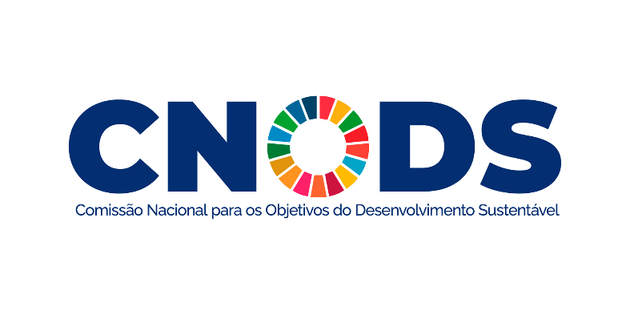 CNODS
Comissão Nacional para os Objetivos do Desenvolvimento Sustentável